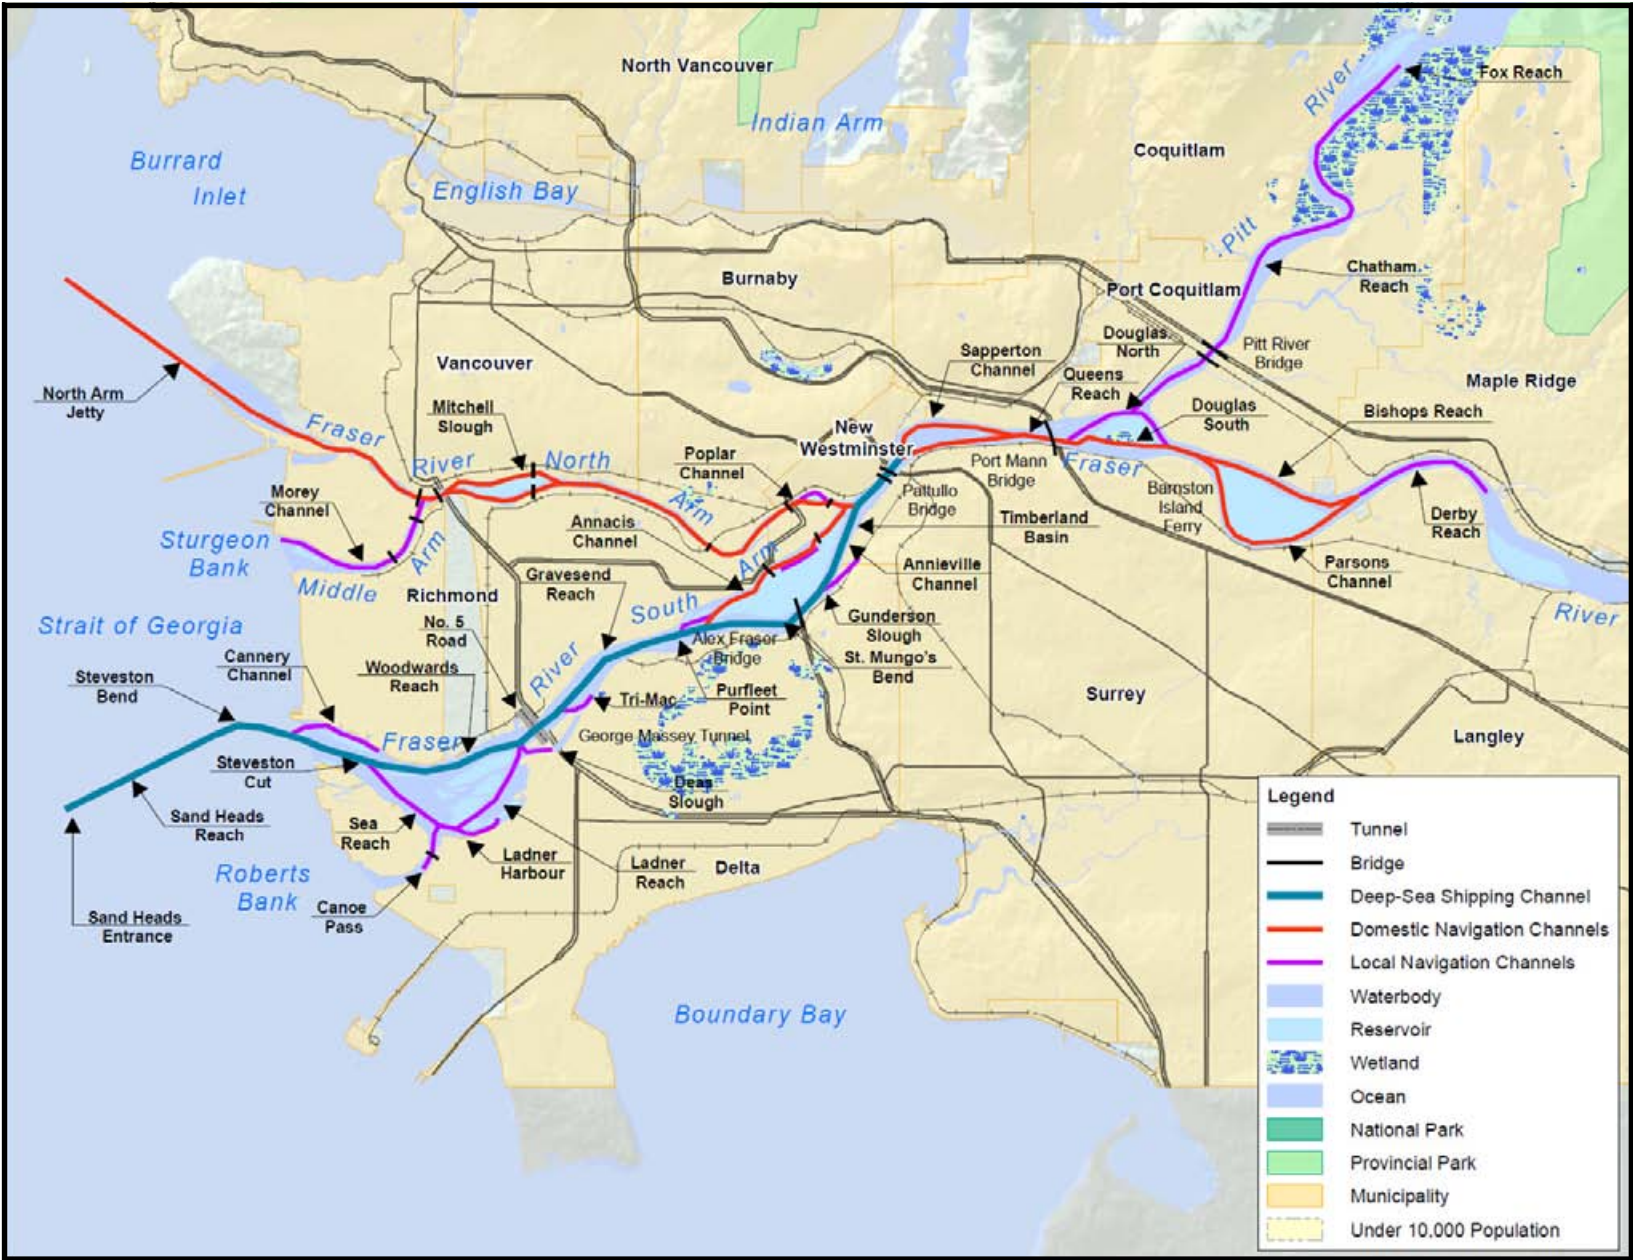 North Vancouver
Indian Arm
Burrard
Inlet
English Bay
River
Fox Reach
Coquitlam
Pitt
Chatham
Reach
Burnaby
Port Coquitlam
Douglas
North
Pitt River
Bridge
Sapperton
Channel
Queens
Reach
Maple Ridge
Vancouver
North Arm
Jetty
Mitchell
Slough
Douglas
South
Bishops Reach
Fraser
River
North
Arm
New
Westminster
Poplar
Channel
Port Mann
Bridge
Fraser
Pattullo
Bridge
Barnston
Island
Ferry
Morey
Channel
Annacis
Channel
Timberland
Basin
Derby
Reach
Sturgeon
Bank
Middle
Arm
Parsons
Channel
Annieville
Channel
Gravesend
Reach
Richmond
South
Arm
River
Strait of Georgia
No. 5
Road
Gunderson
Slough
Alex Fraser
Bridge
St. Mungo's
Bend
Cannery
Channel
Woodwards
Reach
River
Steveston
Bend
Tri-Mac
Purfleet
Point
Surrey
Fraser
George Massey Tunnel
Langley
Steveston
Cut
Deas
Slough
Sand Heads
Reach
Sea
Reach
Ladner
Harbour
Ladner
Reach
Delta
Roberts
Bank
Canoe
Pass
Sand Heads
Entrance
Boundary Bay
Legend
Tunnel
Bridge
Deep-Sea Shipping Channel
Domestic Navigation Channels
Local Navigation Channels
Waterbody
Reservoir
Wetland
Ocean
National Park
Provincial Park
Municipality
Under 10,000 Population